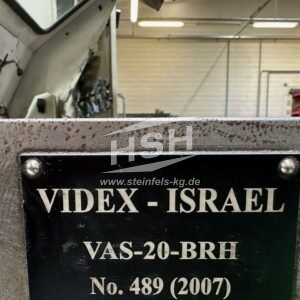 HSH
www.steinfels-kg.de
VIDEX - ISRAEL
VAS-20-BRH
No. 489 (2007)